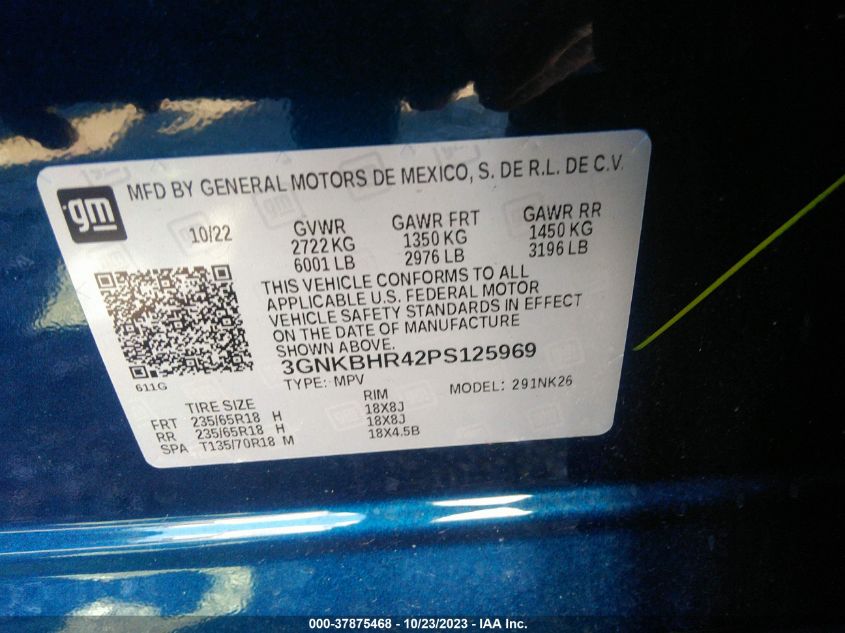 gm
MFD BY GENERAL MOTORS DE MEXICO, S. DE R.L. DE C.V.
10/22
GVWR GAWR FRT GAWR RR
2722 KG 1350 KG 1450 KG
6001 LB 2976 LB 3196 LB
THIS VEHICLE CONFORMS TO ALL
APPLICABLE U.S. FEDERAL MOTOR
VEHICLE SAFETY STANDARDS IN EFFECT
ON THE DATE OF MANUFACTURE
SHOWN ABOVE.
611G
3GNKBHR42PS125969
TYPE: MPV MODEL: 291NK26
TIRE SIZE RIM
FRT 235/65R18 H 18X8J
RR 235/65R18 H 18X8J
SPA T135/70R18 M 18X4.5B
000-37875468 - 10/23/2023 - IAA Inc.